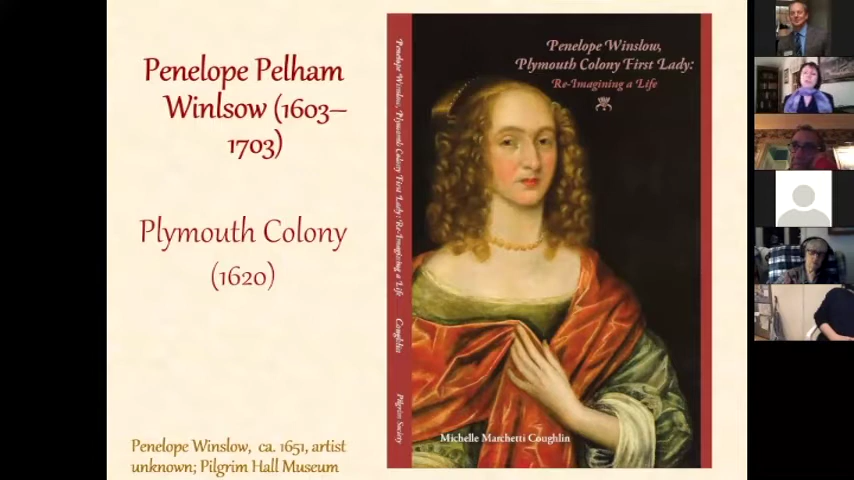 Penelope Pelham
Winlsow (1603–
1703)
Plymouth Colony
(1620)
Penelope Winslow, ca. 1651, artist
unknown; Pilgrim Hall Museum
Penelope Winslow, Plymouth Colony First Lady: Re-Imagining a Life
Coughlin
Pilgrim Society
Penelope Winslow,
Plymouth Colony First Lady:
Re-Imagining a Life
Michelle Marchetti Coughlin